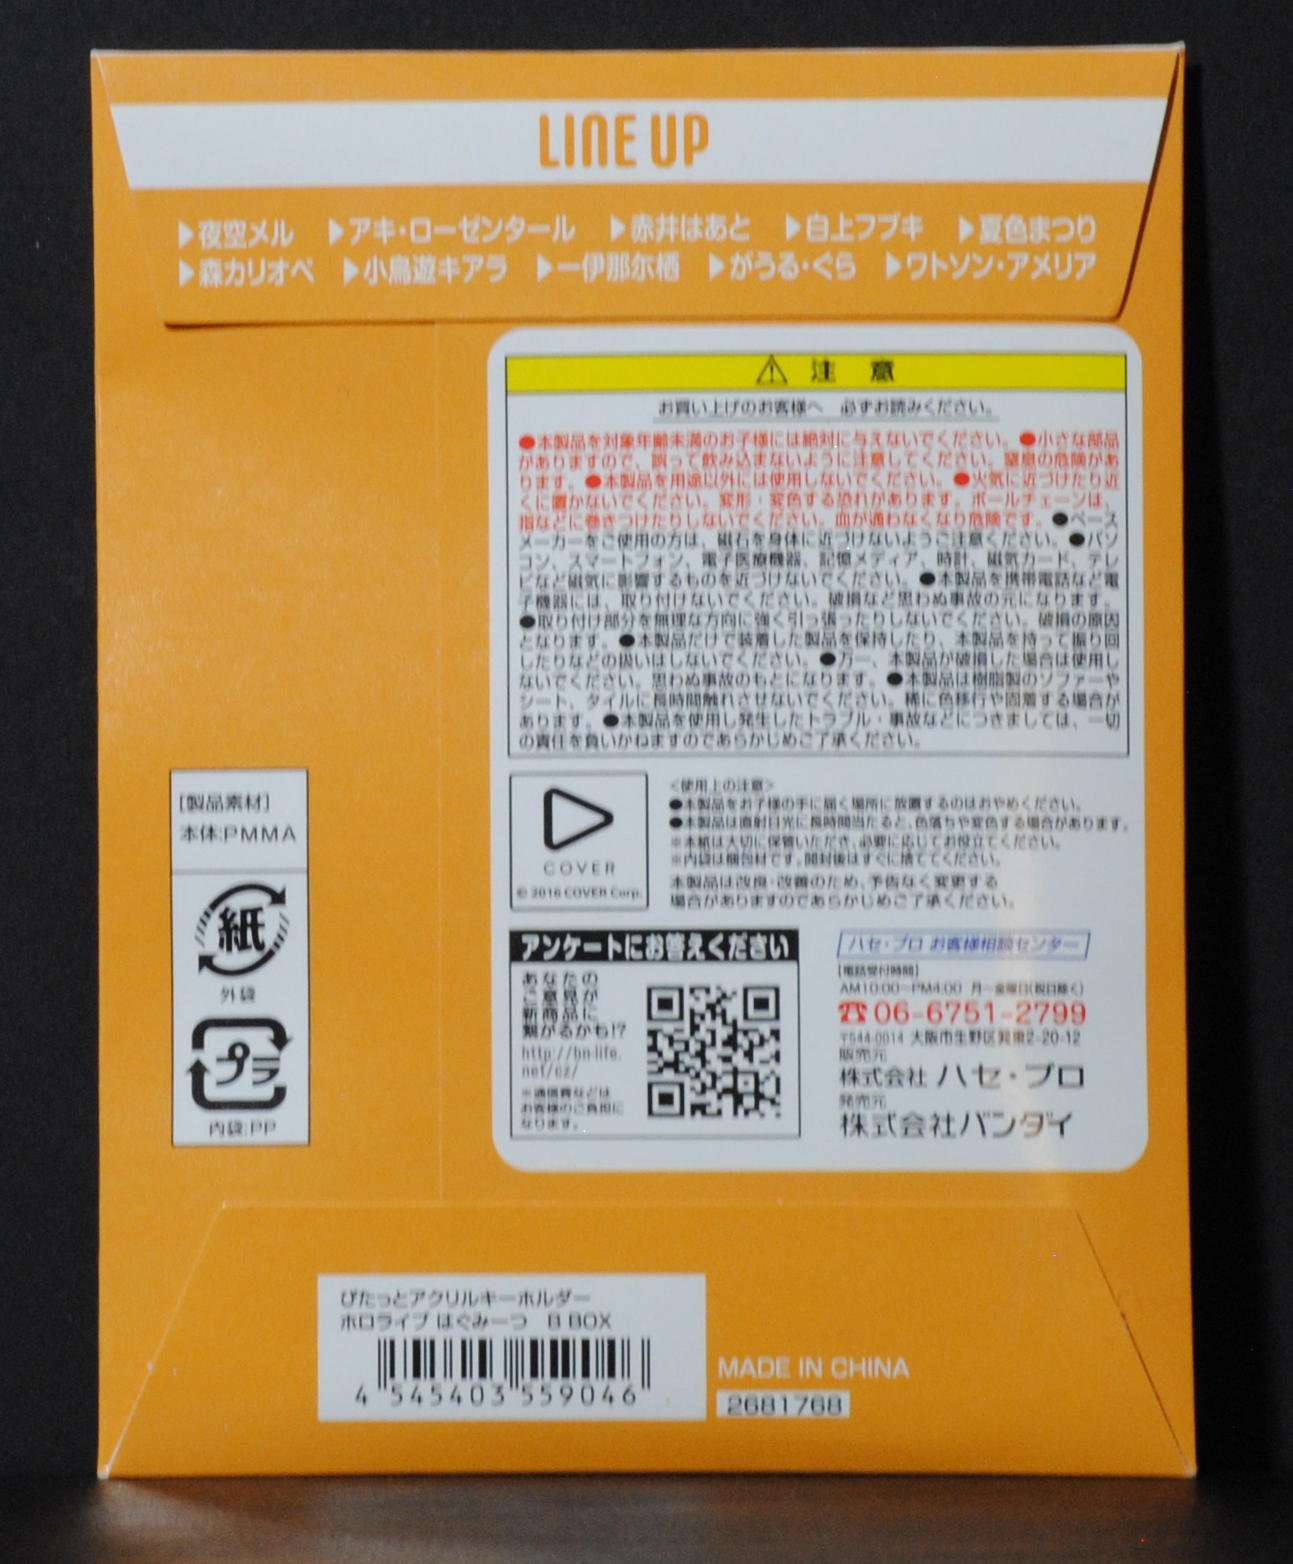 LINE UP
▶夜空メル ▶アキ・ローゼンタール ▶赤井はあと ▶白上フブキ ▶夏色まつり
▶森カリオペ ▶小鳥遊キアラ ▶一伊那尓栖 ▶がうる・ぐら ▶ワトソン・アメリア
⚠ 注 意
お買い上げのお客様へ 必ずお読みください。
●本製品を対象年齢未満のお子様には絶対に与えないでください。●小さな部品
がありますので、誤って飲み込まないように注意してください。窒息の危険があ
ります。●本製品を用途以外には使用しないでください。●火気に近づけたり近
くに置かないでください。変形・変色する恐れがあります。ボールチェーンは、
指などに巻きつけたりしないでください。血が通わなくなり危険です。●ペース
メーカーをご使用の方は、磁石を身体に近づけないようご注意ください。●パソ
コン、スマートフォン、電子医療機器、記憶メディア、時計、磁気カード、テレ
ビなど磁気に影響するものを近づけないでください。●本製品を携帯電話など電
子機器には、取り付けないでください。破損など思わぬ事故の元になります。
●取り付け部分を無理な方向に強く引っ張ったりしないでください。破損の原因
となります。●本製品だけで装着した製品を保持したり、本製品を持って振り回
したりなどの扱いはしないでください。●万一、本製品が破損した場合は使用し
ないでください。思わぬ事故のもとになります。●本製品は樹脂製のソファーや
シート、タイルに長時間触れさせないでください。稀に色移行や固着する場合が
あります。●本製品を使用し発生したトラブル・事故などにつきましては、一切
の責任を負いかねますのであらかじめご了承ください。
[製品素材]
本体:PMMA
紙
外袋
プラ
内袋:PP
COVER
© 2016 COVER Corp.
<使用上の注意>
●本製品をお子様の手に届く場所に放置するのはおやめください。
●本製品は直射日光に長時間当たると、色落ちや変色する場合があります。
※本紙は大切に保管いただき、必要に応じてお役立てください。
※内袋は梱包材です。開封後はすぐに捨ててください。
本製品は改良・改善のため、予告なく変更する
場合がありますのであらかじめご了承ください。
アンケートにお答えください
あなたの
ご意見が
新商品に
繋がるかも!?
http://bn-life.
net/cz/
※通信費などは
お客様のご負担に
なります。
ハセ・プロ お客様相談センター
[電話受付時間]
AM10:00〜PM4:00 月〜金曜日(祝日除く)
☎06-6751-2799
〒544-0014 大阪市生野区巽東2-20-12
販売元
株式会社 ハセ・プロ
発売元
株式会社バンダイ
ぴたっとアクリルキーホルダー
ホロライブ はぐみーつ B BOX
4 545403 559046
MADE IN CHINA
2681768